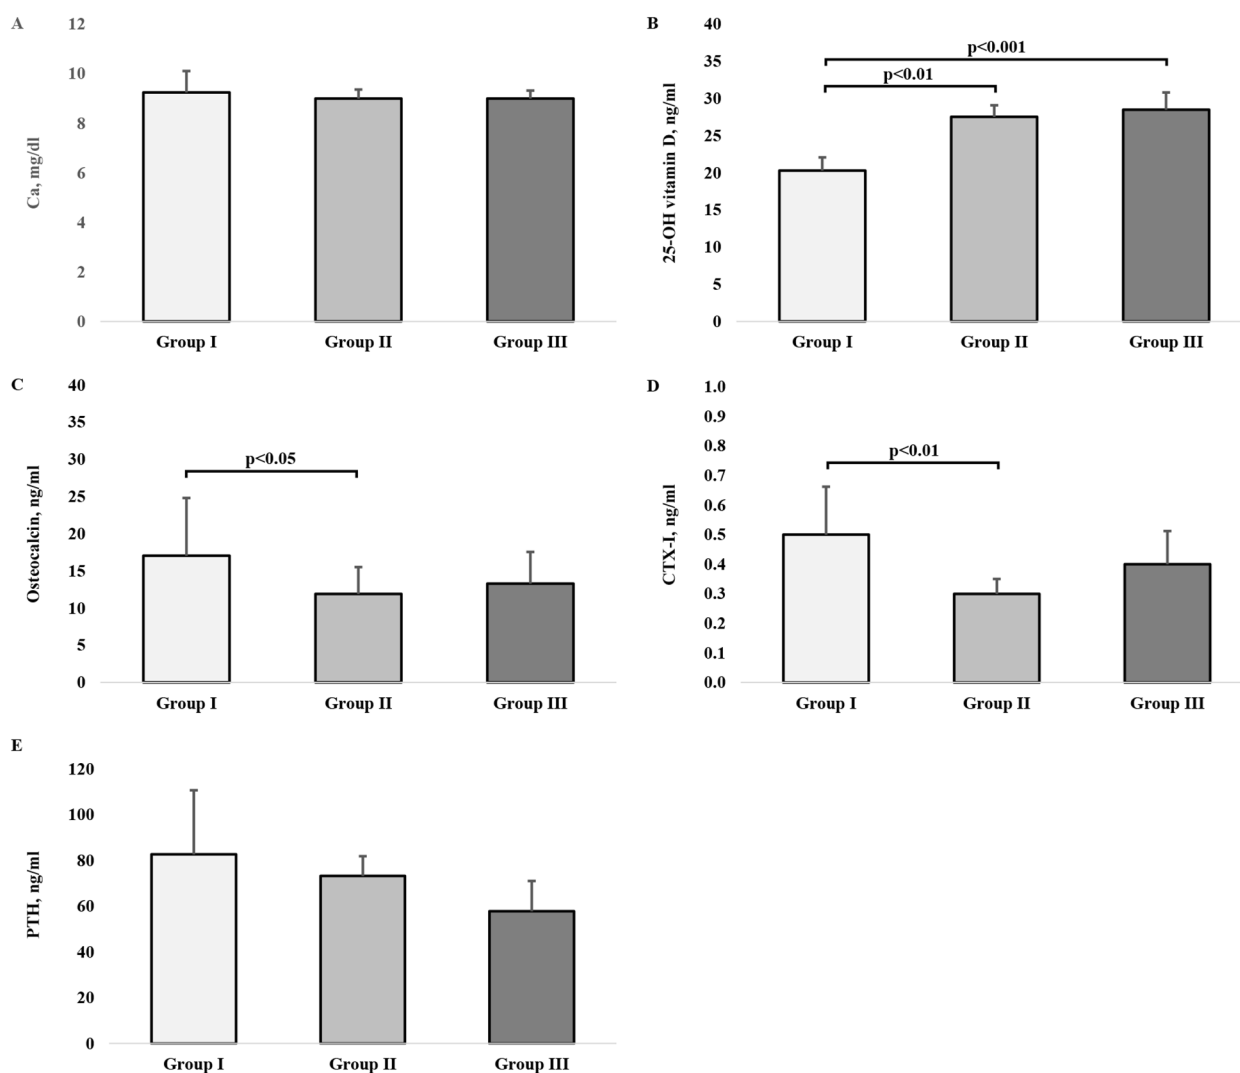 A
Ca, mg/dl
12
10
8
6
4
2
0
Group I
Group II
Group III
B
25-OH vitamin D, ng/ml
40
35
30
25
20
15
10
5
0
p<0.001
p<0.01
Group I
Group II
Group III
C
Osteocalcin, ng/ml
40
35
30
25
20
15
10
5
0
p<0.05
Group I
Group II
Group III
D
CTX-I, ng/ml
1.0
0.9
0.8
0.7
0.6
0.5
0.4
0.3
0.2
0.1
0.0
p<0.01
Group I
Group II
Group III
E
PTH, ng/ml
120
100
80
60
40
20
0
Group I
Group II
Group III